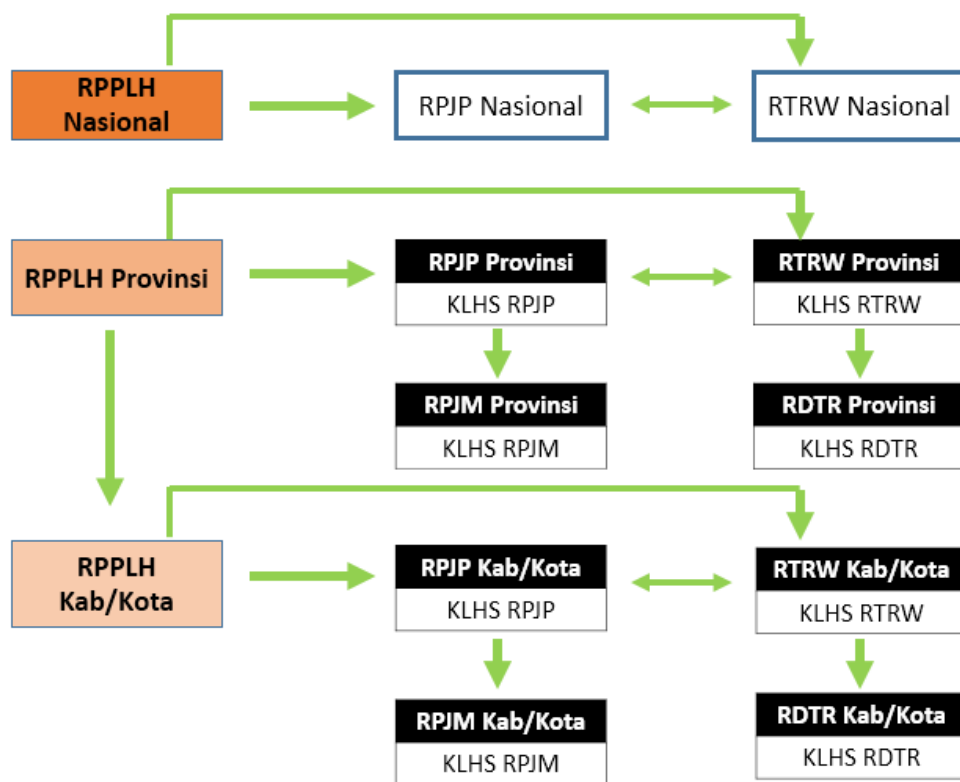 RPPLH
Nasional
RPJP Nasional
RTRW Nasional
RPPLH Provinsi
RPJP Provinsi
KLHS RPJP
RTRW Provinsi
KLHS RTRW
RPJM Provinsi
KLHS RPJM
RDTR Provinsi
KLHS RDTR
RPPLH
Kab/Kota
RPJP Kab/Kota
KLHS RPJP
RTRW Kab/Kota
KLHS RTRW
RPJM Kab/Kota
KLHS RPJM
RDTR Kab/Kota
KLHS RDTR